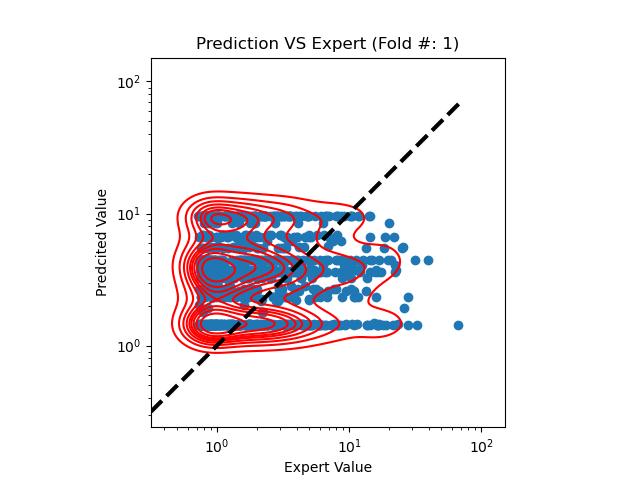 Prediction VS Expert (Fold #: 1)
Predcited Value
10²
10¹
10⁰
10⁰ 10¹ 10²
Expert Value